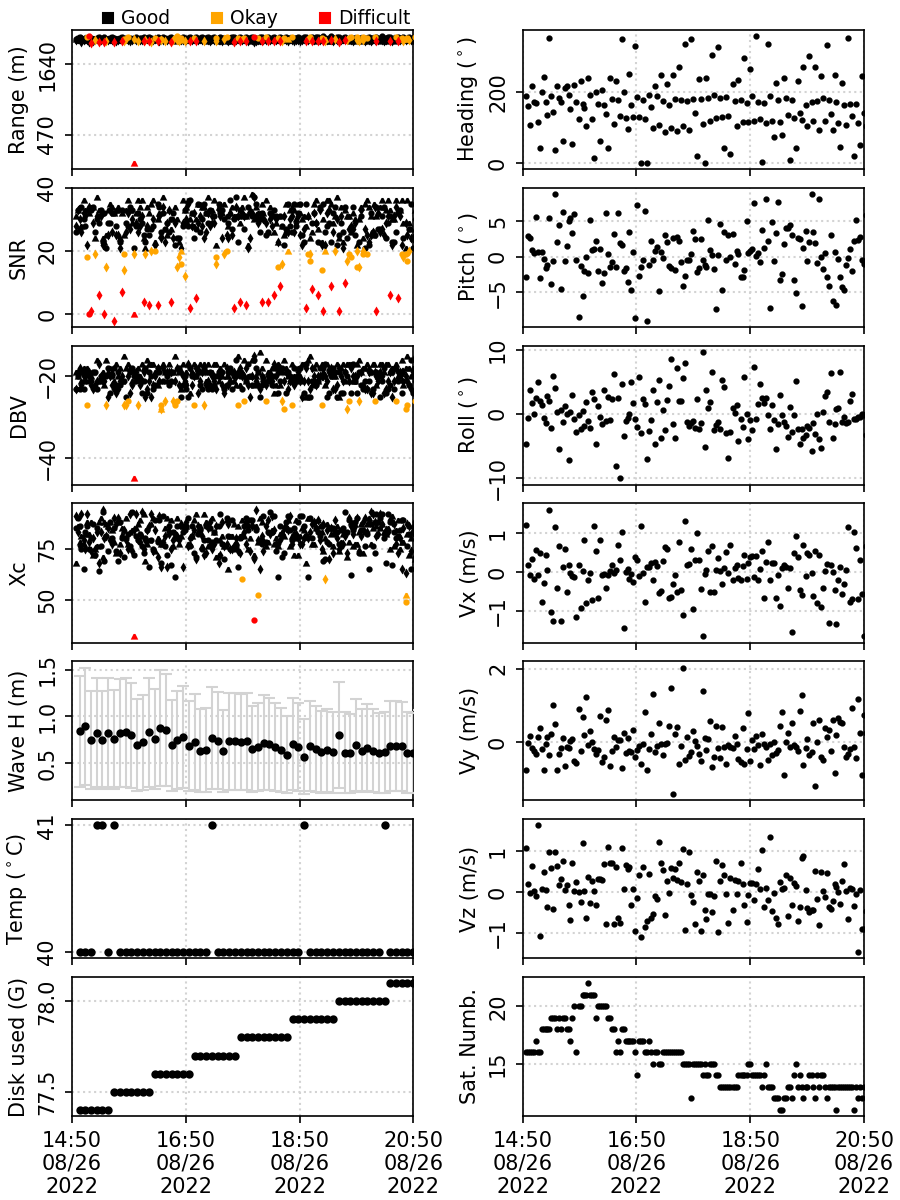 Good Okay Difficult
Range (m)
1640
470
Heading (°)
200
0
SNR
40
20
0
Pitch (°)
5
0
−5
DBV
−20
−40
Roll (°)
10
0
−10
Xc
75
50
Vx (m/s)
1
0
−1
Wave H (m)
1.5
1.0
0.5
Vy (m/s)
2
0
Temp (°C)
41
40
Vz (m/s)
1
0
−1
Disk used (G)
78.0
77.5
Sat. Numb.
20
15
14:50 16:50 18:50 20:50 14:50 16:50 18:50 20:50
08/26 08/26 08/26 08/26 08/26 08/26 08/26 08/26
2022 2022 2022 2022 2022 2022 2022 2022